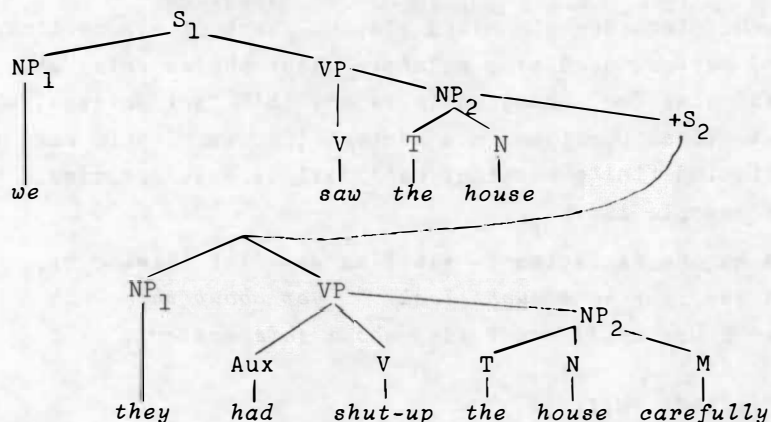 S1
NP1 VP
NP2
+S2
V T N
we saw the house
NP1 VP
NP2
Aux V T N M
they had shut-up the house carefully